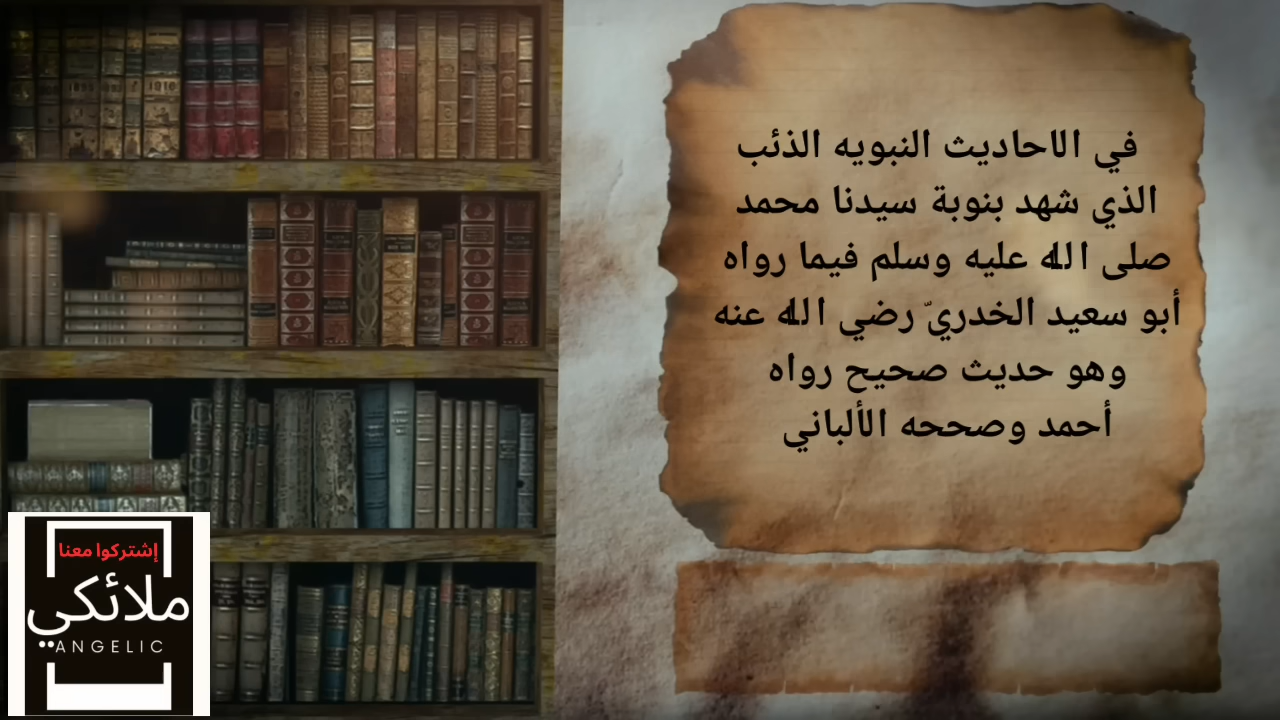 في الاحاديث النبويه الذئب
الذي شهد بنوبة سيدنا محمد
صلى الله عليه وسلم فيما رواه
أبو سعيد الخدريّ رضي الله عنه
وهو حديث صحيح رواه
أحمد وصححه الألباني
إشتركوا معنا
ملائكي
ANGELIC